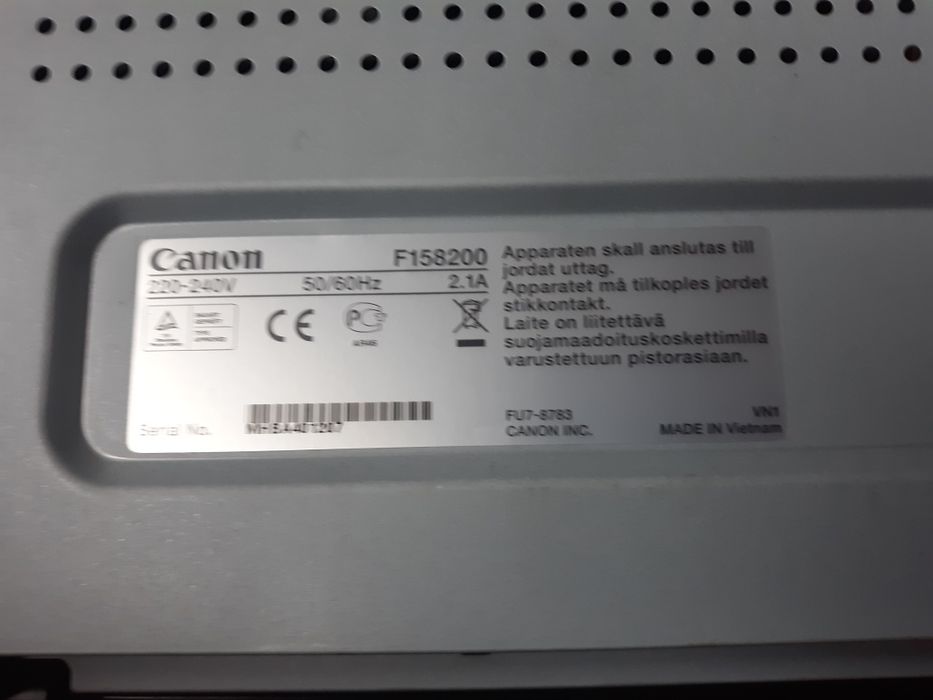 Canon F158200
220-240V 50/60Hz 2.1A
CE
PG
Serial No.
Apparaten skall anslutas till
jordat uttag.
Apparatet må tilkoples jordet
stikkontakt.
Laite on liitettävä
suojamaadoituskoskettimilla
varustettuun pistorasiaan.
FU7-8783 VN1
CANON INC. MADE IN Vietnam